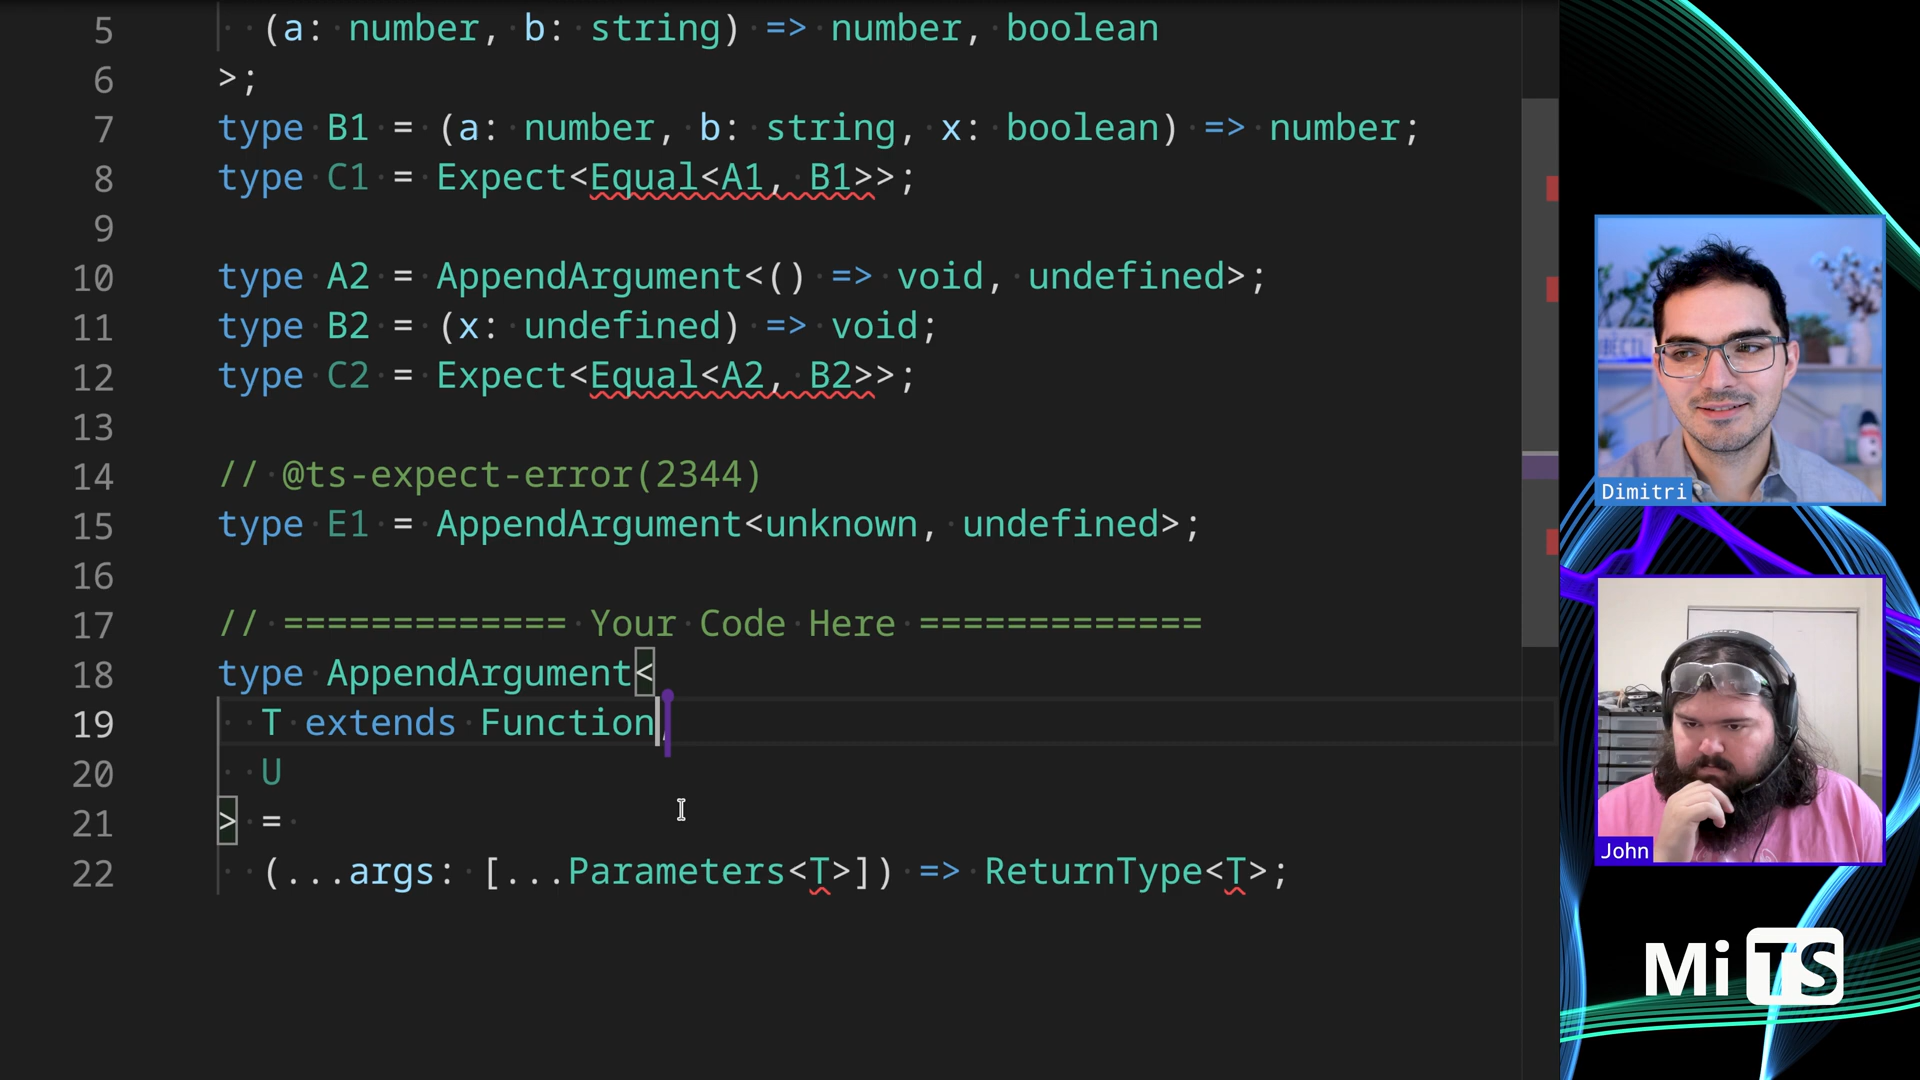 5 (a: number, b: string) => number, boolean
6 >;
7 type B1 = (a: number, b: string, x: boolean) => number;
8 type C1 = Expect<Equal<A1, B1>>;
9
10 type A2 = AppendArgument<() => void, undefined>;
11 type B2 = (x: undefined) => void;
12 type C2 = Expect<Equal<A2, B2>>;
13
14 // @ts-expect-error(2344)
15 type E1 = AppendArgument<unknown, undefined>;
16
17 // ============= Your Code Here =============
18 type AppendArgument<
19 T extends Function,
20 U
21 > =
22 (...args: [...Parameters<T>]) => ReturnType<T>;
Dimitri
John
Mi TS